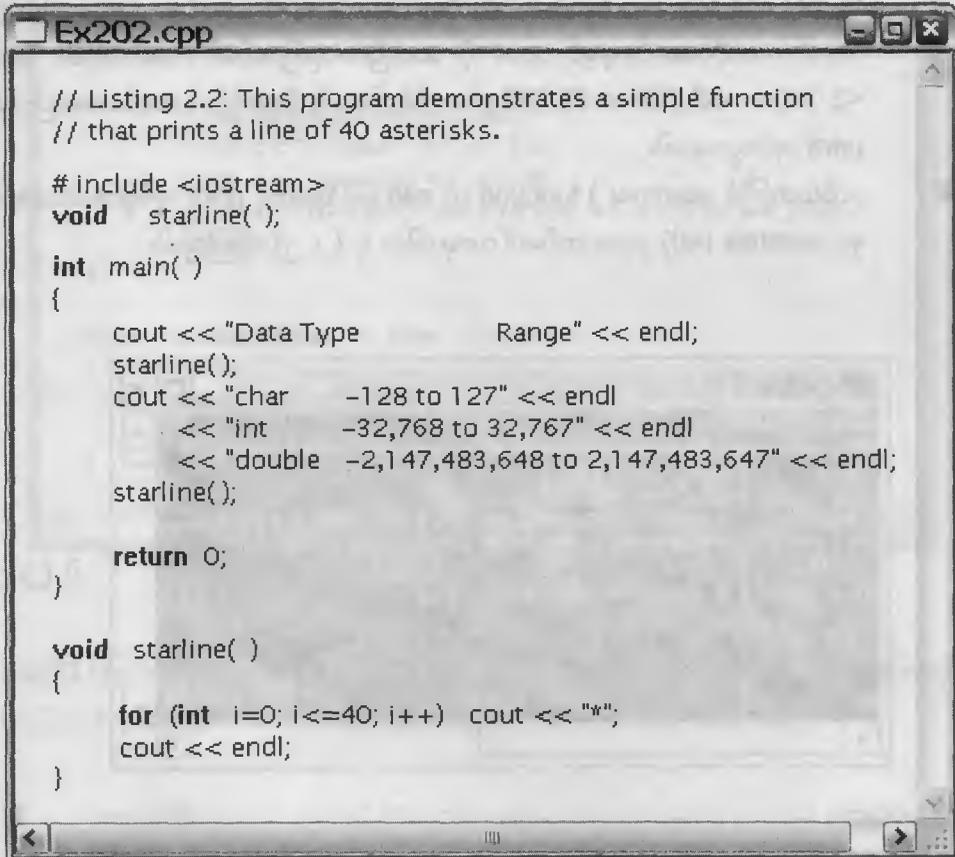 Ex202.cpp
// Listing 2.2: This program demonstrates a simple function
// that prints a line of 40 asterisks.
# include <iostream>
void starline( );
int main( )
{
cout << "Data Type Range" << endl;
starline( );
cout << "char -128 to 127" << endl
<< "int -32,768 to 32,767" << endl
<< "double -2,147,483,648 to 2,147,483,647" << endl;
starline( );
return 0;
}
void starline( )
{
for (int i=0; i<=40; i++) cout << "*";
cout << endl;
}